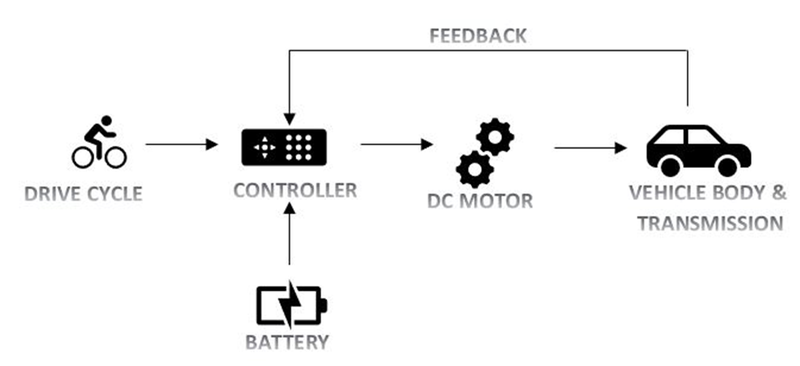 FEEDBACK
DRIVE CYCLE
CONTROLLER
DC MOTOR
VEHICLE BODY &
TRANSMISSION
BATTERY